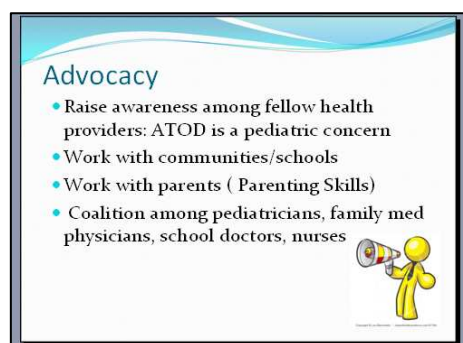 Advocacy
• Raise awareness among fellow health
providers: ATOD is a pediatric concern
• Work with communities/schools
• Work with parents ( Parenting Skills)
• Coalition among pediatricians, family med
physicians, school doctors, nurses